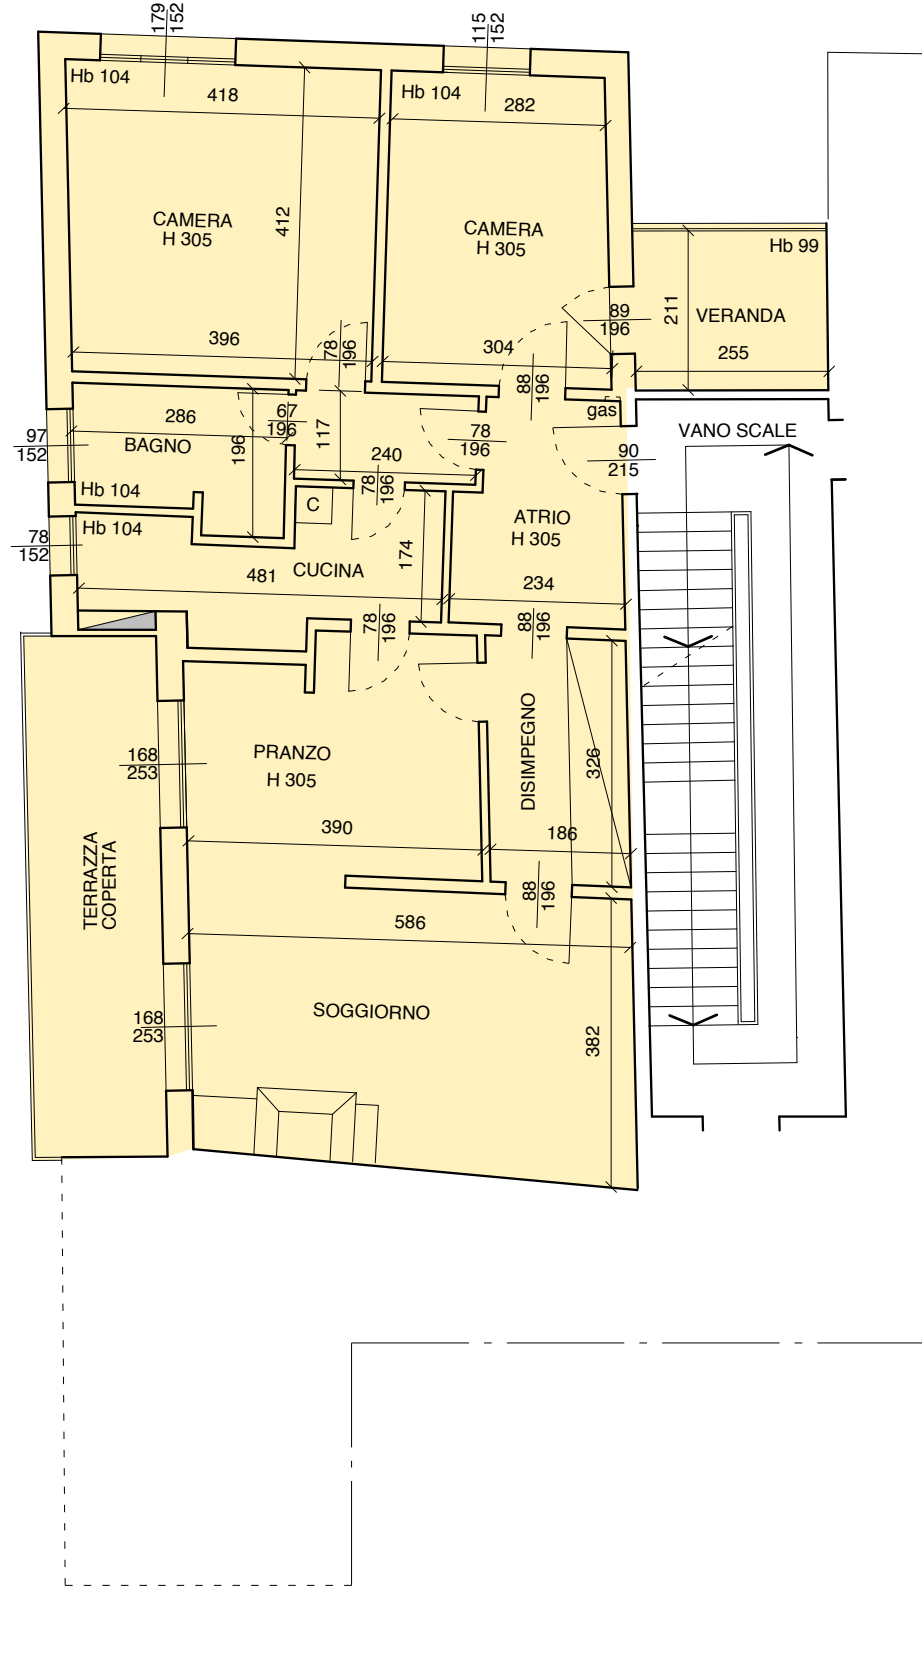 179
152
115
152
Hb 104
418
Hb 104
282
412
CAMERA
H 305
CAMERA
H 305
Hb 99
211
VERANDA
255
89
196
396
78
196
304
88
196
gas
286
67
196
117
BAGNO
196
97
152
240
78
196
78
196
90
215
VANO SCALE
Hb 104
C
ATRIO
H 305
Hb 104
78
152
481
CUCINA
174
234
78
196
88
196
PRANZO
H 305
168
253
DISIMPEGNO
326
390
186
TERRAZZA
COPERTA
88
196
586
SOGGIORNO
168
253
382